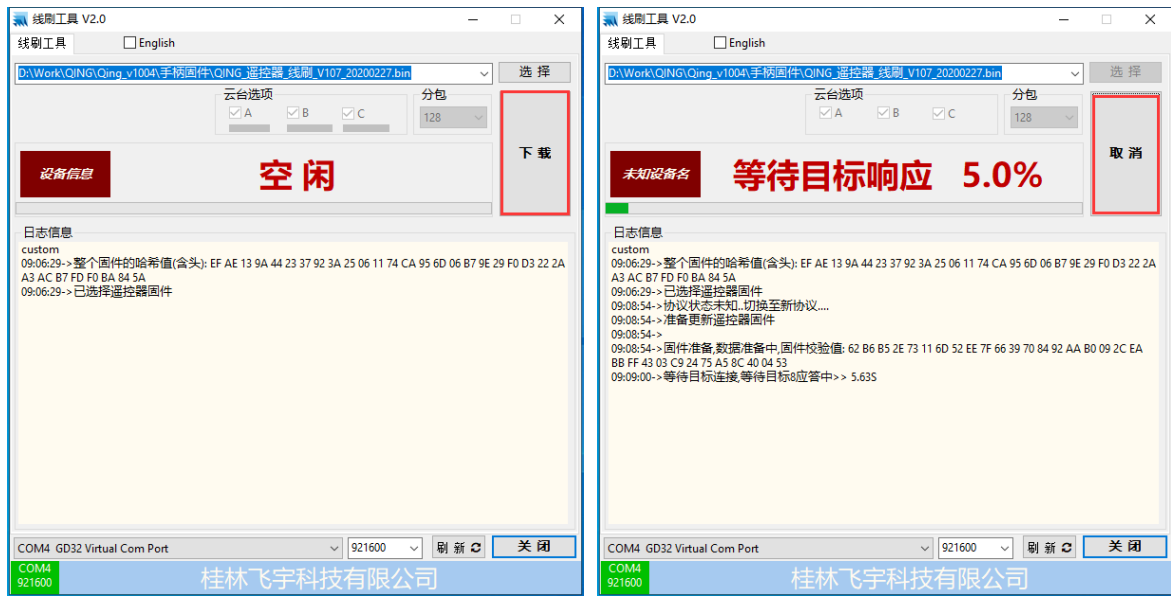 线刷工具 V2.0
线刷工具 English
D:\Work\QING\Qing_v1004\手柄固件\QING_遥控器_线刷_V107_20200227.bin 选 择
云台选项 分包
A B C 128
下 载
设备信息 空 闲
日志信息
custom
09:06:29->整个固件的哈希值(含头): EF AE 13 9A 44 23 37 92 3A 25 06 11 74 CA 95 6D 06 B7 9E 29 F0 D3 22 2A
A3 AC B7 FD F0 BA 84 5A
09:06:29->已选择遥控器固件
COM4 GD32 Virtual Com Port 921600 刷 新 关 闭
COM4
921600
桂林飞宇科技有限公司
线刷工具 V2.0
线刷工具 English
D:\Work\QING\Qing_v1004\手柄固件\QING_遥控器_线刷_V107_20200227.bin 选 择
云台选项 分包
A B C 128
取 消
未知设备名 等待目标响应 5.0%
日志信息
custom
09:06:29->整个固件的哈希值(含头): EF AE 13 9A 44 23 37 92 3A 25 06 11 74 CA 95 6D 06 B7 9E 29 F0 D3 22 2A
A3 AC B7 FD F0 BA 84 5A
09:06:29->已选择遥控器固件
09:08:54->协议状态未知..切换至新协议....
09:08:54->准备更新遥控器固件
09:08:54->
09:08:54->固件准备,数据准备中,固件校验值: 62 B6 B5 2E 73 11 6D 52 EE 7F 66 39 70 84 92 AA B0 09 2C EA
BB FF 43 03 C9 24 75 A5 8C 40 04 53
09:09:00->等待目标连接,等待目标8应答中>> 5.63S
COM4 GD32 Virtual Com Port 921600 刷 新 关 闭
COM4
921600
桂林飞宇科技有限公司